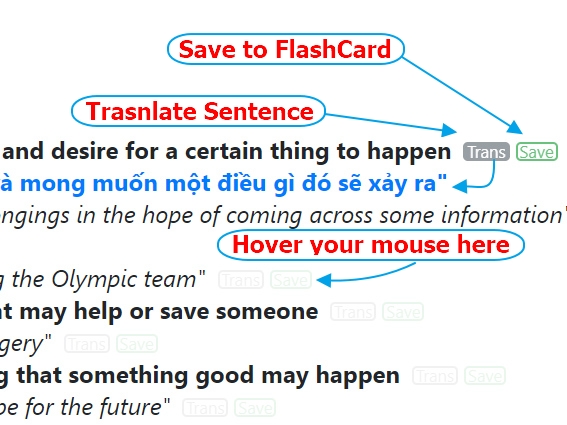 Save to FlashCard
Trasnlate Sentence
and desire for a certain thing to happen Trans Save
à mong muốn một điều gì đó sẽ xảy ra"
ongings in the hope of coming across some information"
Hover your mouse here
g the Olympic team" Trans Save
at may help or save someone Trans Save
gery" Trans Save
g that something good may happen Trans Save
pe for the future" Trans Save